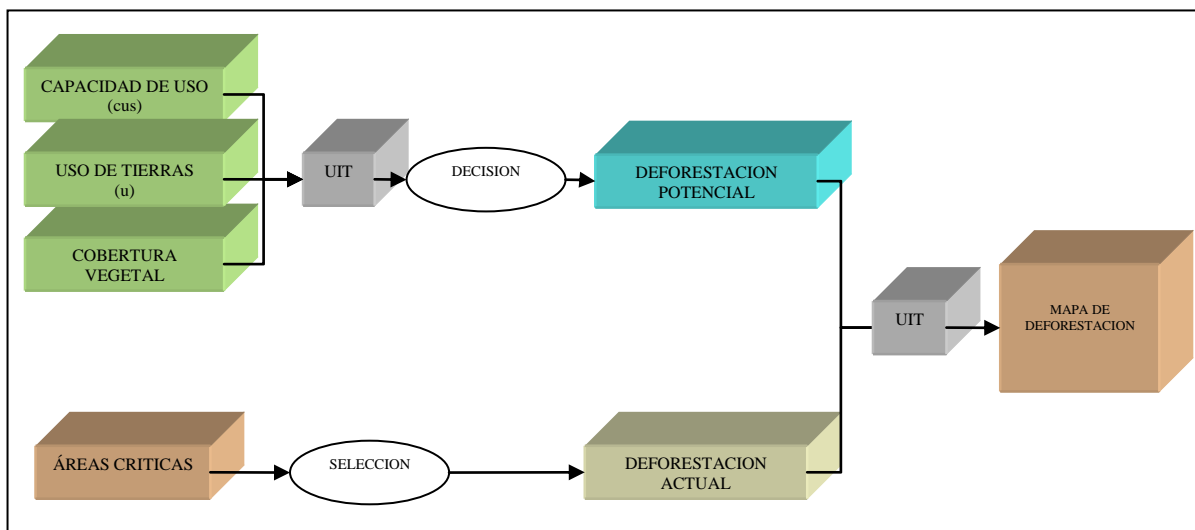 CAPACIDAD DE USO
(cus)
USO DE TIERRAS
(u)
COBERTURA
VEGETAL
UIT
DECISION
DEFORESTACION
POTENCIAL
UIT
MAPA DE
DEFORESTACION
ÁREAS CRITICAS
SELECCION
DEFORESTACION
ACTUAL